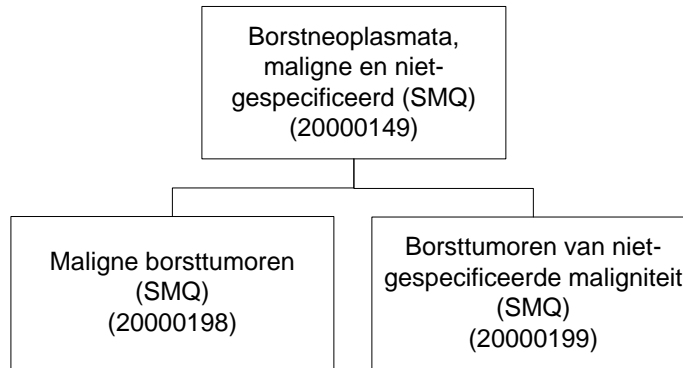 Borstneoplasmata,
maligne en niet-
gespecificeerd (SMQ)
(20000149)
Maligne borsttumoren
(SMQ)
(20000198)
Borsttumoren van niet-
gespecificeerde maligniteit
(SMQ)
(20000199)